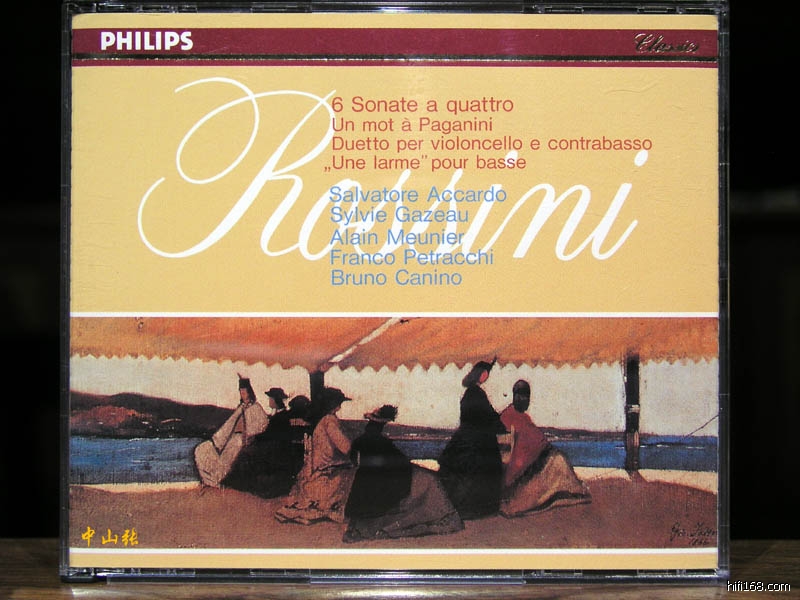 PHILIPS
Classics
Rossini
6 Sonate a quattro
Un mot à Paganini
Duetto per violoncello e contrabasso
„Une larme" pour basse
Salvatore Accardo
Sylvie Gazeau
Alain Meunier
Franco Petracchi
Bruno Canino
中山张
hifi168.com